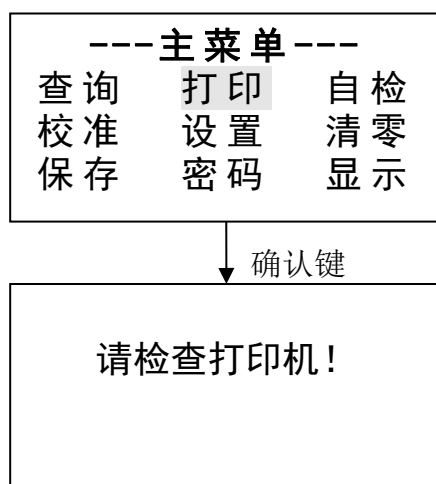 ---主菜单---
查询 打印 自检
校准 设置 清零
保存 密码 显示
确认键
请检查打印机！